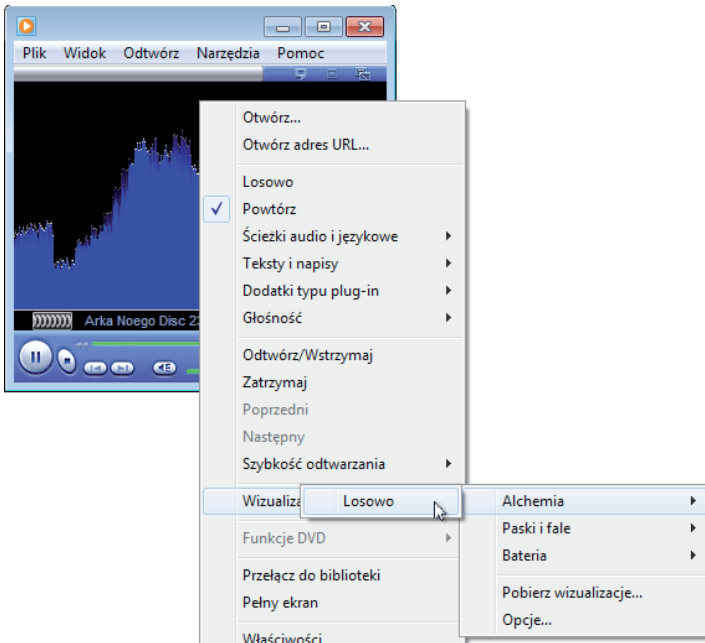 Plik Widok Odtwórz Narzędzia Pomoc
Arka Noego Disc 2
Otwórz...
Otwórz adres URL...
Losowo
Powtórz
Ścieżki audio i językowe
Teksty i napisy
Dodatki typu plug-in
Głośność
Odtwórz/Wstrzymaj
Zatrzymaj
Poprzedni
Następny
Szybkość odtwarzania
Wizualiza
Losowo
Alchemia
Paski i fale
Bateria
Pobierz wizualizacje...
Opcje...
Funkcje DVD
Przełącz do biblioteki
Pełny ekran
Właściwości